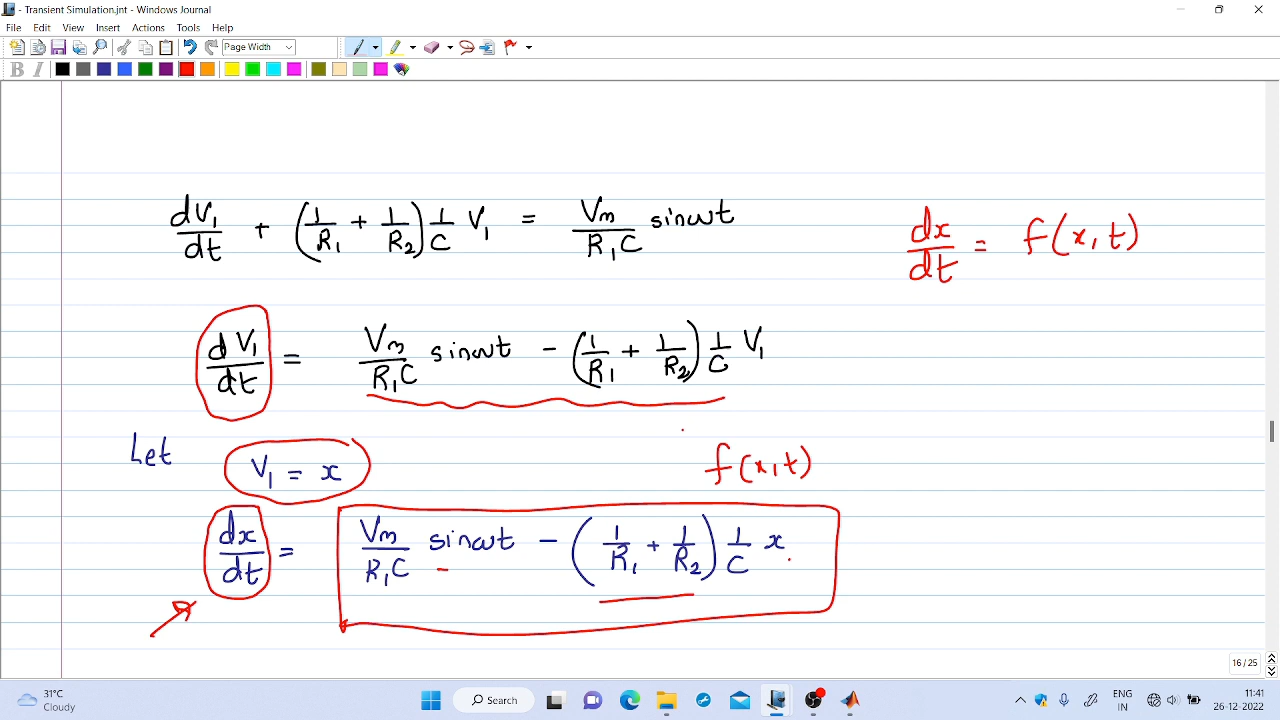 Transient Simulation.jnt - Windows Journal
File Edit View Insert Actions Tools Help
Page Width
B I
dV₁/dt + (1/R₁ + 1/R₂) 1/C V₁ = Vm/R₁C sinωt
dx/dt = f(x,t)
dV₁/dt = Vm/R₁C sinωt - (1/R₁ + 1/R₂) 1/C V₁
Let V₁ = x
f(x,t)
dx/dt = Vm/R₁C sinωt - (1/R₁ + 1/R₂) 1/C x
16 / 25
31°C
Cloudy
Search
ENG
IN
11:41
26-12-2022